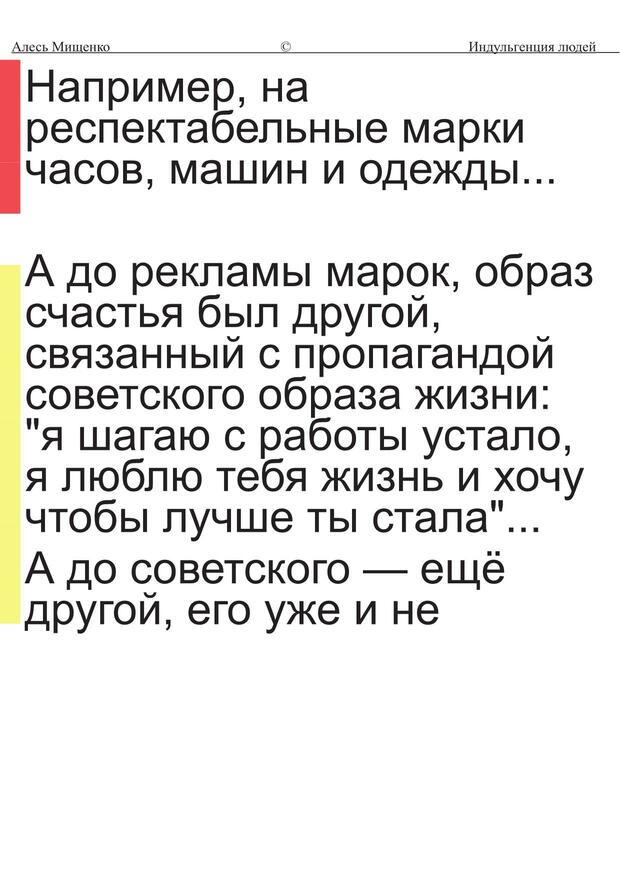 Алесь Мищенко © Индульгенция людей
Например, на
респектабельные марки
часов, машин и одежды...
А до рекламы марок, образ
счастья был другой,
связанный с пропагандой
советского образа жизни:
"я шагаю с работы устало,
я люблю тебя жизнь и хочу
чтобы лучше ты стала"...
А до советского — ещё
другой, его уже и не